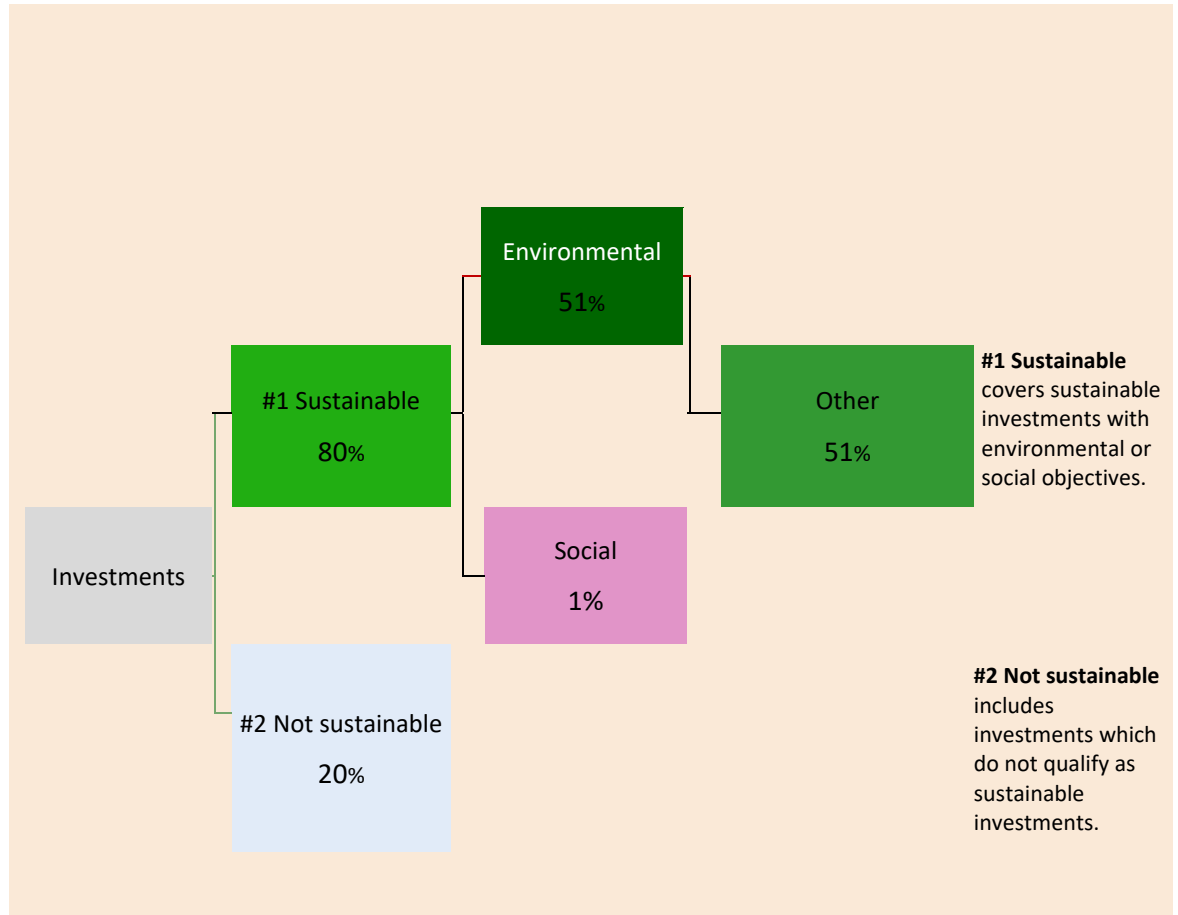 Environmental
51%
#1 Sustainable
80%
Other
51%
#1 Sustainable
covers sustainable
investments with
environmental or
social objectives.
Investments
Social
1%
#2 Not sustainable
20%
#2 Not sustainable
includes
investments which
do not qualify as
sustainable
investments.